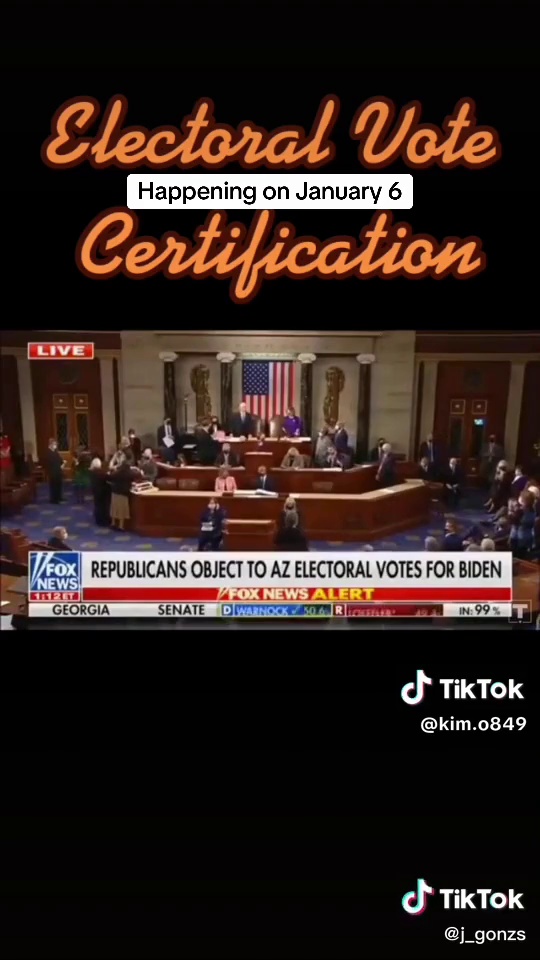 Electoral Vote
Happening on January 6
Certification
LIVE
FOX
NEWS
1:12 ET
REPUBLICANS OBJECT TO AZ ELECTORAL VOTES FOR BIDEN
FOX NEWS ALERT
GEORGIA SENATE D WARNOCK ✓ 50.6% R LOEFFLER* 49.4% IN: 99%
T
TikTok
@kim.o849
TikTok
@j_gonzs